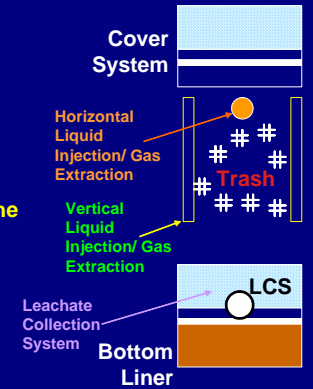 Cover
System
Horizontal
Liquid
Injection/ Gas
Extraction
Trash
ne
Vertical
Liquid
Injection/ Gas
Extraction
LCS
Leachate
Collection
System
Bottom
Liner